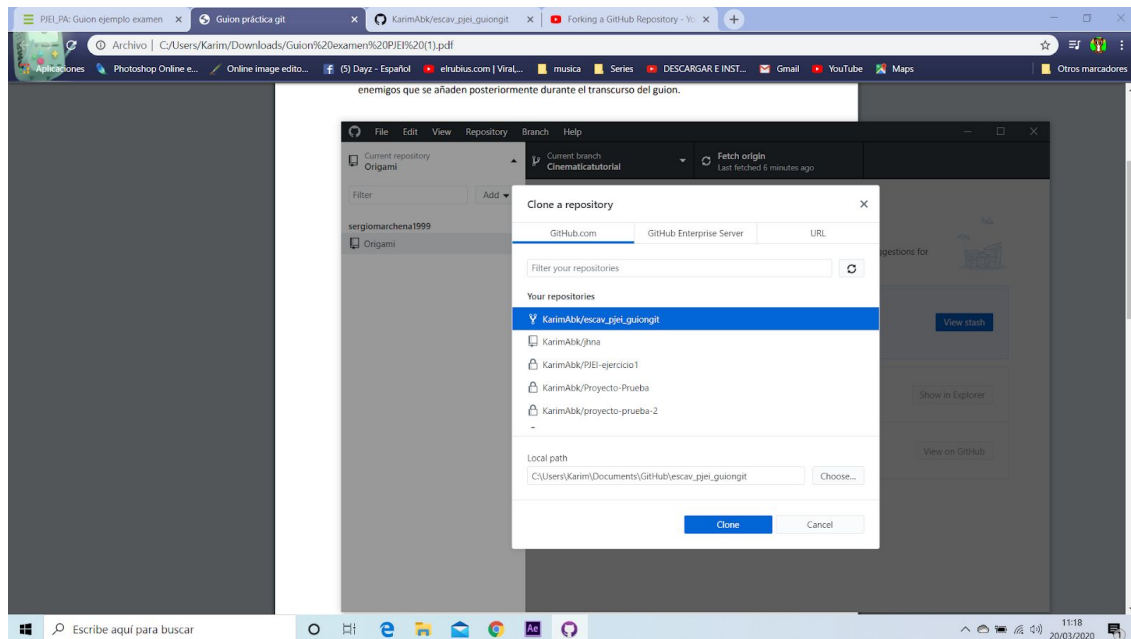 PJEI_PA: Guion ejemplo examen
Guion práctica git
KarimAbk/escav_pjei_guiongit
Forking a GitHub Repository - Yo
Archivo | C:/Users/Karim/Downloads/Guion%20examen%20PJEI%20(1).pdf
Aplicaciones
Photoshop Online e...
Online image edito...
(5) Dayz - Español
elrubius.com | Viral,...
musica
Series
DESCARGAR E INST...
Gmail
YouTube
Maps
Otros marcadores
enemigos que se añaden posteriormente durante el transcurso del guion.
File Edit View Repository Branch Help
Current repository
Origami
Current branch
Cinematicatutorial
Fetch origin
Last fetched 6 minutes ago
Filter
Add
sergiomarchena1999
Origami
Clone a repository
GitHub.com
GitHub Enterprise Server
URL
Filter your repositories
Your repositories
KarimAbk/escav_pjei_guiongit
KarimAbk/jhna
KarimAbk/PJEI-ejercicio1
KarimAbk/Proyecto-Prueba
KarimAbk/proyecto-prueba-2
Local path
C:\Users\Karim\Documents\GitHub\escav_pjei_guiongit
Choose...
Clone
Cancel
ggestions for
View stash
Show in Explorer
View on GitHub
Escribe aquí para buscar
Ae
11:18
20/03/2020